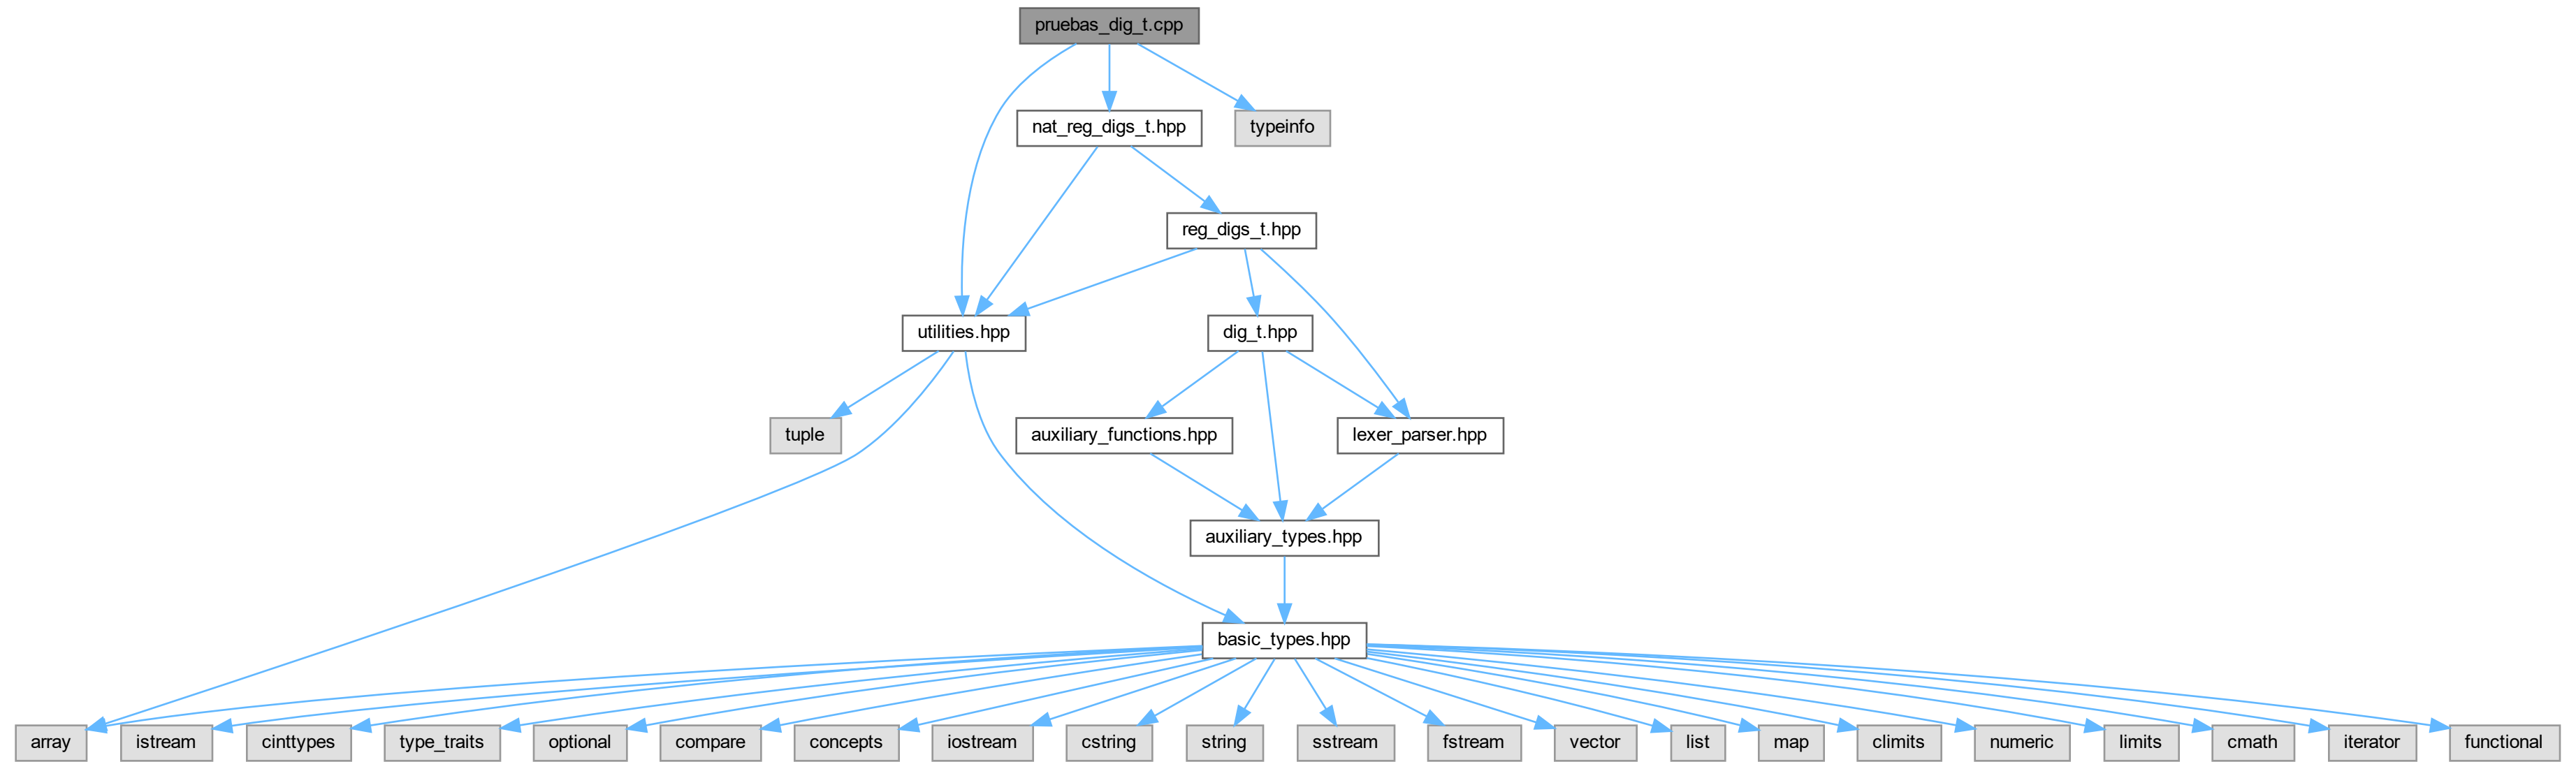 pruebas_dig_t.cpp
nat_reg_digs_t.hpp
typeinfo
reg_digs_t.hpp
utilities.hpp
dig_t.hpp
tuple
auxiliary_functions.hpp
lexer_parser.hpp
auxiliary_types.hpp
basic_types.hpp
array
istream
cinttypes
type_traits
optional
compare
concepts
iostream
cstring
string
sstream
fstream
vector
list
map
climits
numeric
limits
cmath
iterator
functional